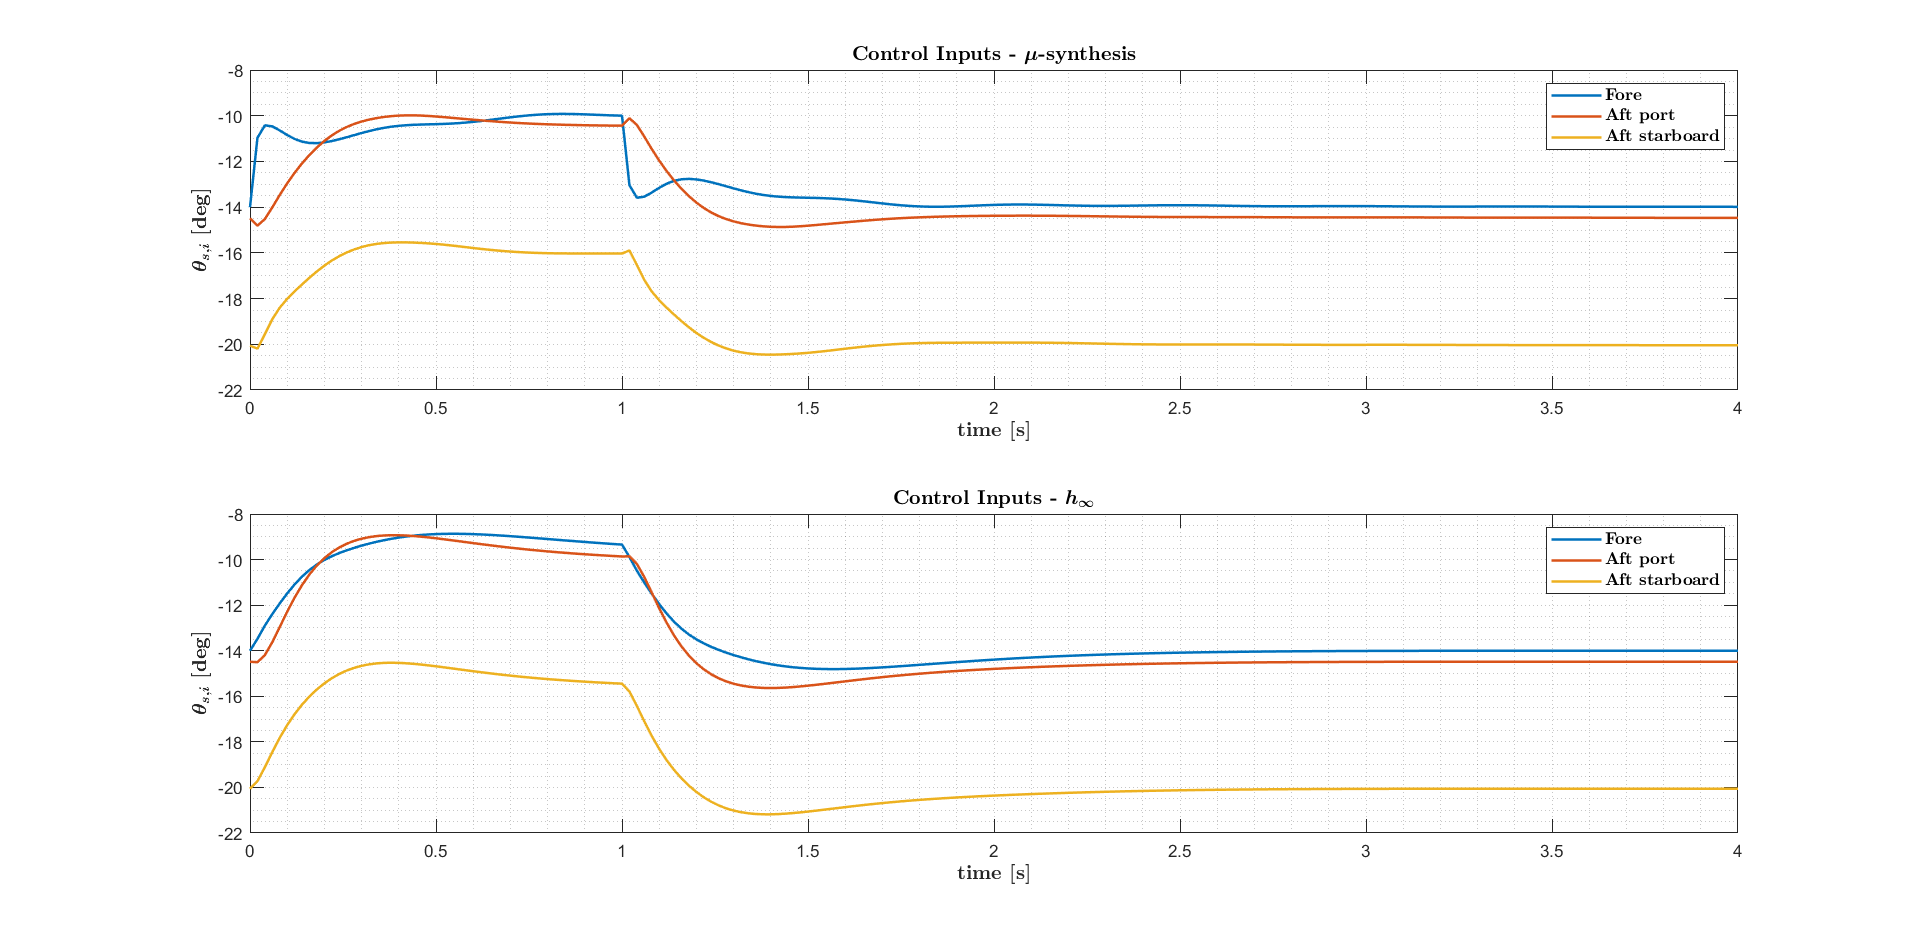 Control Inputs - μ-synthesis
-8
-10
-12
-14
-16
-18
-20
-22
θs,i [deg]
Fore
Aft port
Aft starboard
0 0.5 1 1.5 2 2.5 3 3.5 4
time [s]
Control Inputs - h∞
-8
-10
-12
-14
-16
-18
-20
-22
θs,i [deg]
Fore
Aft port
Aft starboard
0 0.5 1 1.5 2 2.5 3 3.5 4
time [s]